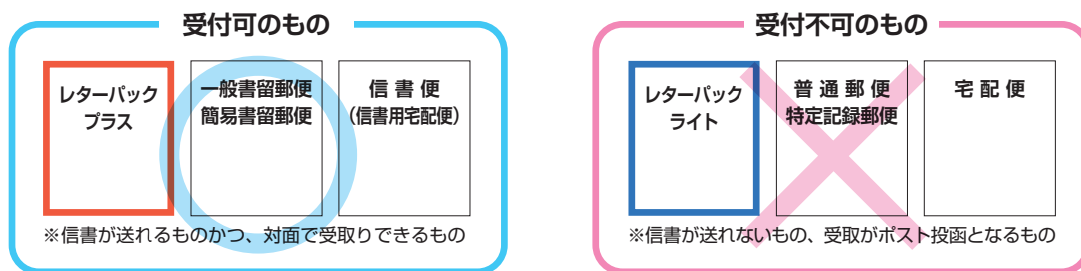 受付可のもの
レターパック
プラス
一般書留郵便
簡易書留郵便
信書便
(信書用宅配便)
※信書が送れるものかつ、対面で受取りできるもの
受付不可のもの
レターパック
ライト
普通郵便
特定記録郵便
宅配便
※信書が送れないもの、受取がポスト投函となるもの